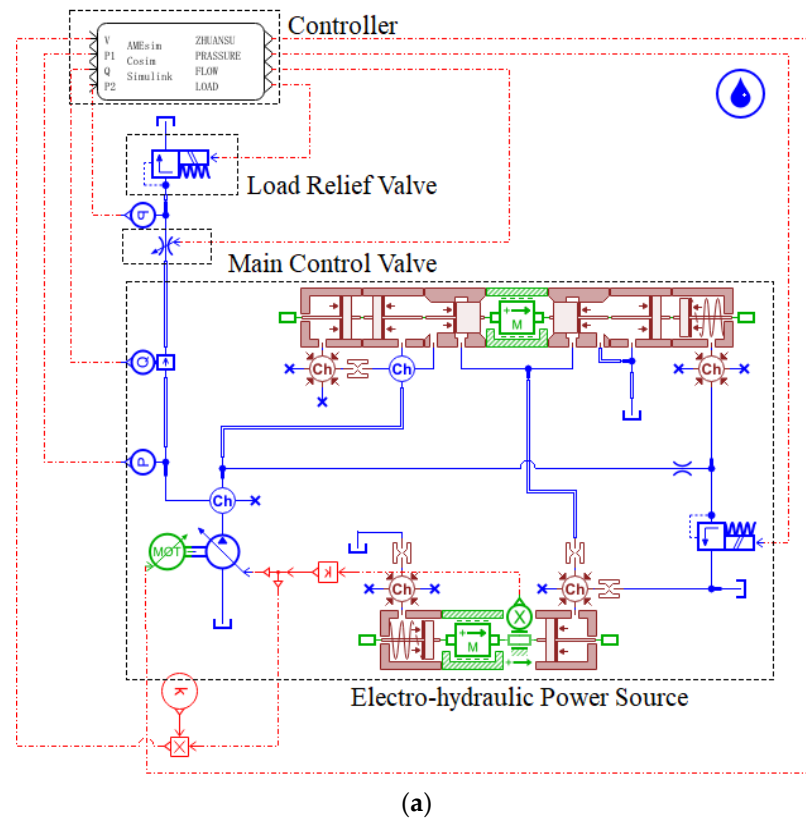 Controller
V AMEsim ZHUANSU
P1 Cosim PRASSURE
Q Simulink FLOW
P2 LOAD
Load Relief Valve
p
Main Control Valve
M
Ch Ch Ch
Q
P
Ch
MOT
k
Ch Ch
X
M
k
X
Electro-hydraulic Power Source
(a)